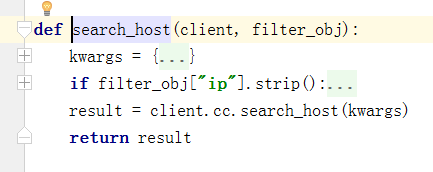 def search_host(client, filter_obj):
    kwargs = {...}
    if filter_obj["ip"].strip():...
    result = client.cc.search_host(kwargs)
    return result